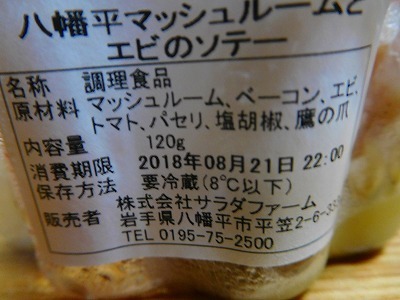 八幡平マッシュルームと
エビのソテー
名称 調理食品
原材料 マッシュルーム、ベーコン、エビ、
トマト、パセリ、塩胡椒、鷹の爪
内容量 120g
消費期限 2018年08月21日 22:00
保存方法 要冷蔵(8℃以下)
株式会社サラダファーム
販売者 岩手県八幡平市平笠2-6-
TEL 0195-75-2500